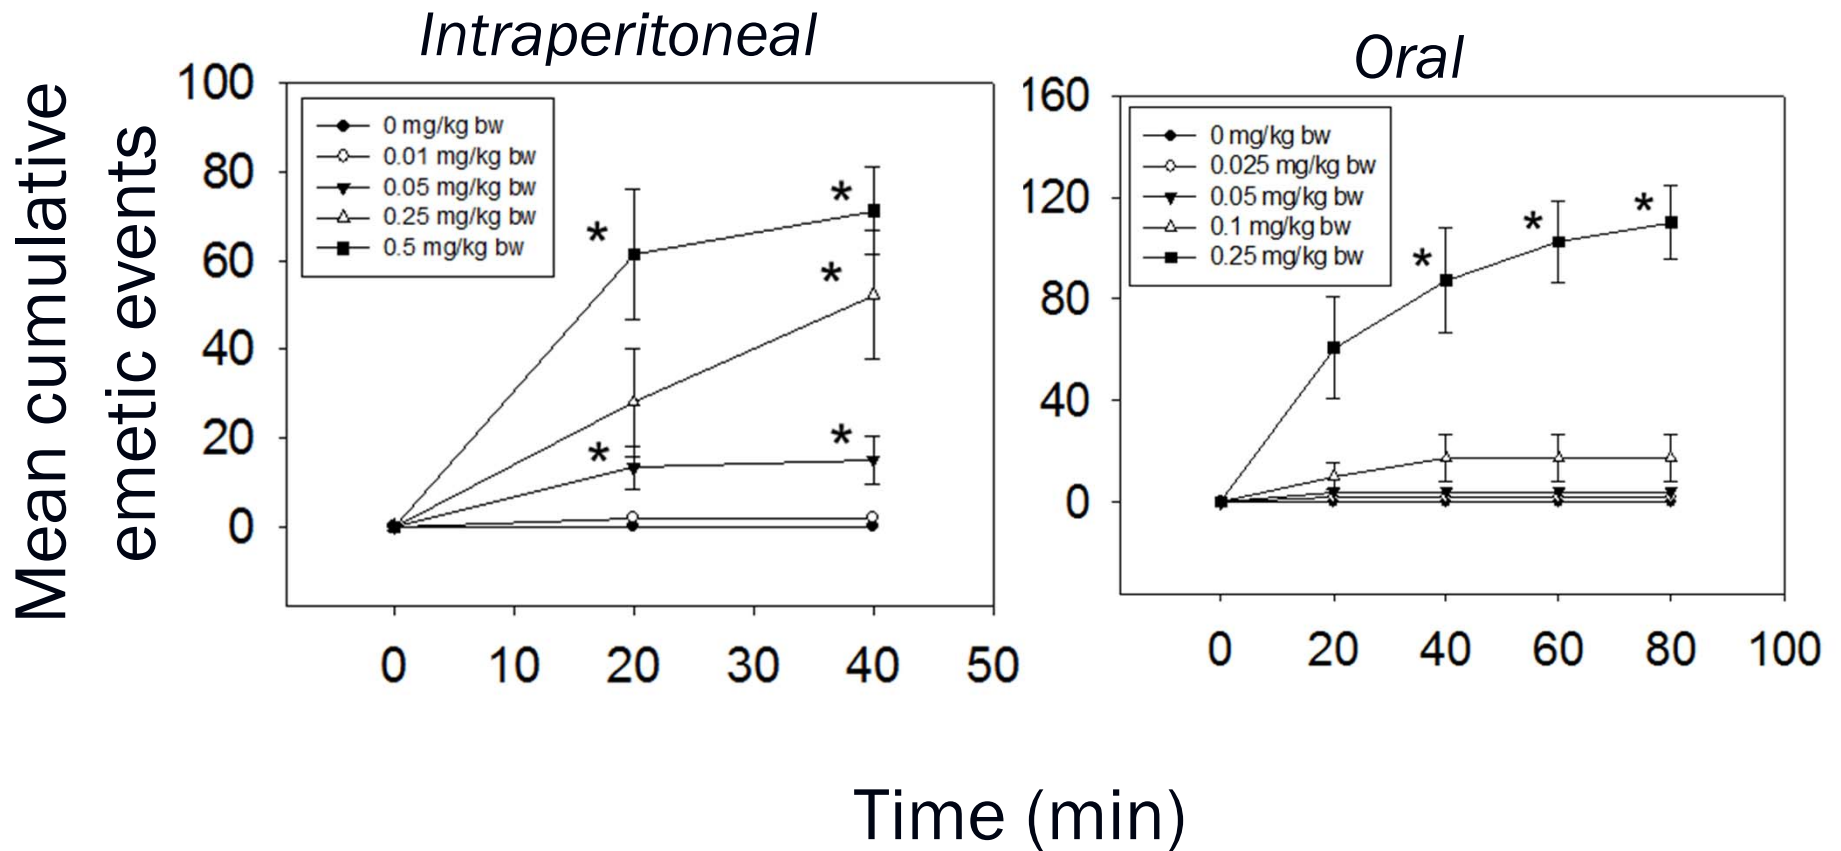 Intraperitoneal
Oral
Mean cumulative
emetic events
100
80
60
40
20
0
0 mg/kg bw
0.01 mg/kg bw
0.05 mg/kg bw
0.25 mg/kg bw
0.5 mg/kg bw
*
*
*
*
*
0 10 20 30 40 50
160
120
80
40
0
0 mg/kg bw
0.025 mg/kg bw
0.05 mg/kg bw
0.1 mg/kg bw
0.25 mg/kg bw
*
*
*
0 20 40 60 80 100
Time (min)